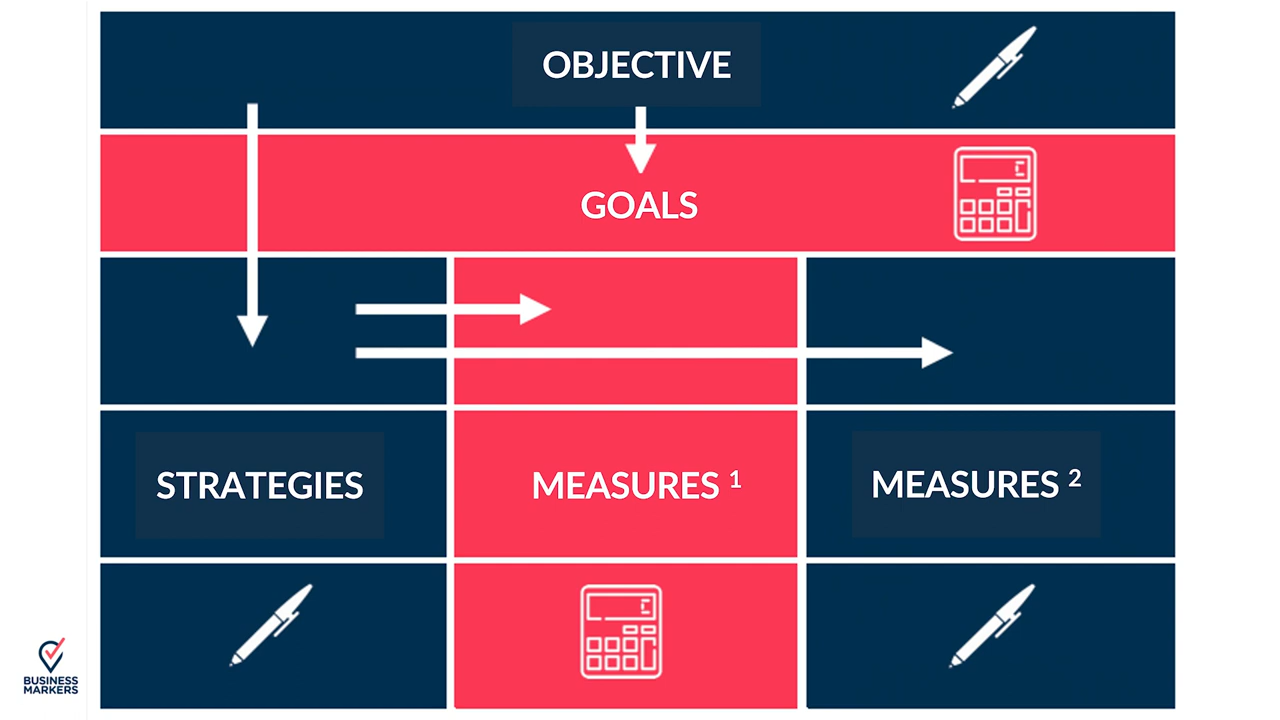 OBJECTIVE
GOALS
STRATEGIES
MEASURES ¹
MEASURES ²
BUSINESS
MARKERS